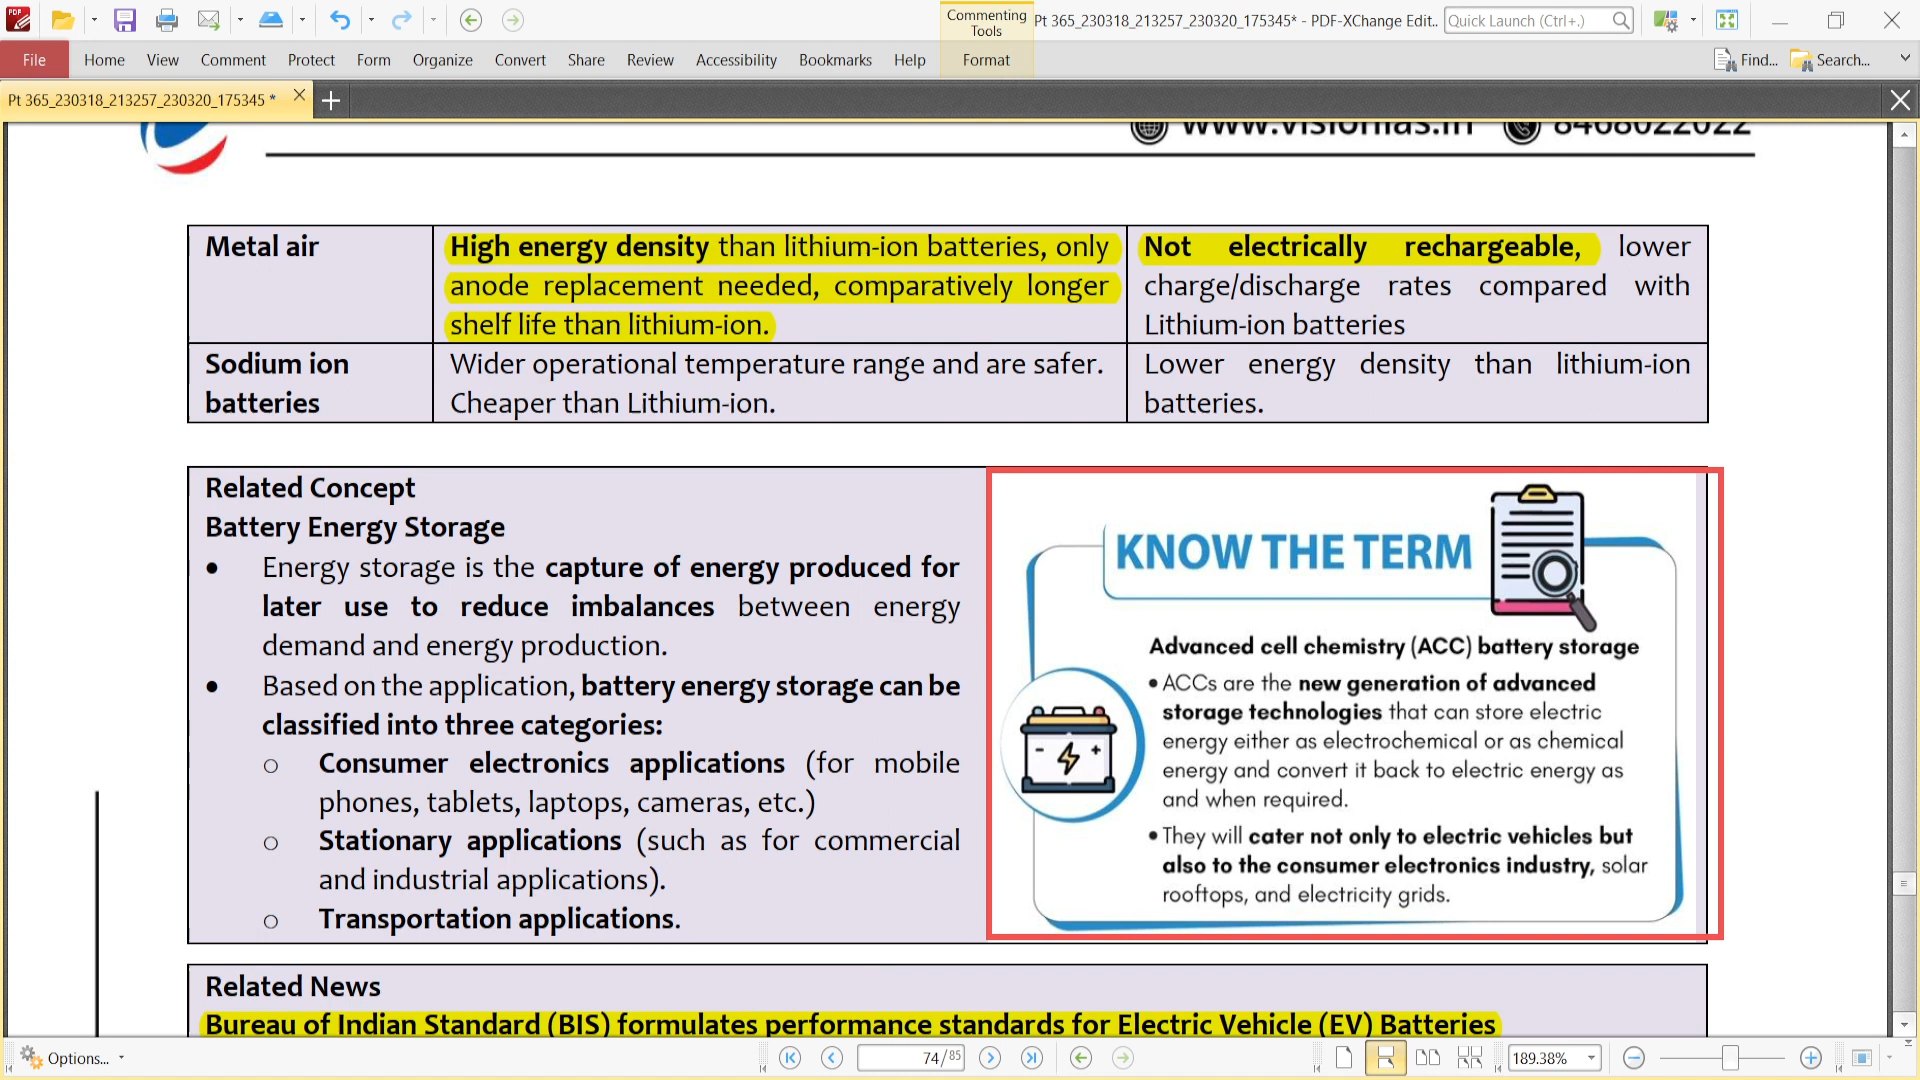 Commenting Tools
Pt 365_230318_213257_230320_175345* - PDF-XChange Edit..
Quick Launch (Ctrl+.)
File Home View Comment Protect Form Organize Convert Share Review Accessibility Bookmarks Help Format Find... Search...
Pt 365_230318_213257_230320_175345 *
www.visionias.in 8468022022
Metal air
High energy density than lithium-ion batteries, only
anode replacement needed, comparatively longer
shelf life than lithium-ion.
Not electrically rechargeable, lower
charge/discharge rates compared with
Lithium-ion batteries
Sodium ion
batteries
Wider operational temperature range and are safer.
Cheaper than Lithium-ion.
Lower energy density than lithium-ion
batteries.
Related Concept
Battery Energy Storage
• Energy storage is the capture of energy produced for
later use to reduce imbalances between energy
demand and energy production.
• Based on the application, battery energy storage can be
classified into three categories:
o Consumer electronics applications (for mobile
phones, tablets, laptops, cameras, etc.)
o Stationary applications (such as for commercial
and industrial applications).
o Transportation applications.
KNOW THE TERM
Advanced cell chemistry (ACC) battery storage
• ACCs are the new generation of advanced
storage technologies that can store electric
energy either as electrochemical or as chemical
energy and convert it back to electric energy as
and when required.
• They will cater not only to electric vehicles but
also to the consumer electronics industry, solar
rooftops, and electricity grids.
Related News
Bureau of Indian Standard (BIS) formulates performance standards for Electric Vehicle (EV) Batteries
Options... 74/85 189.38%